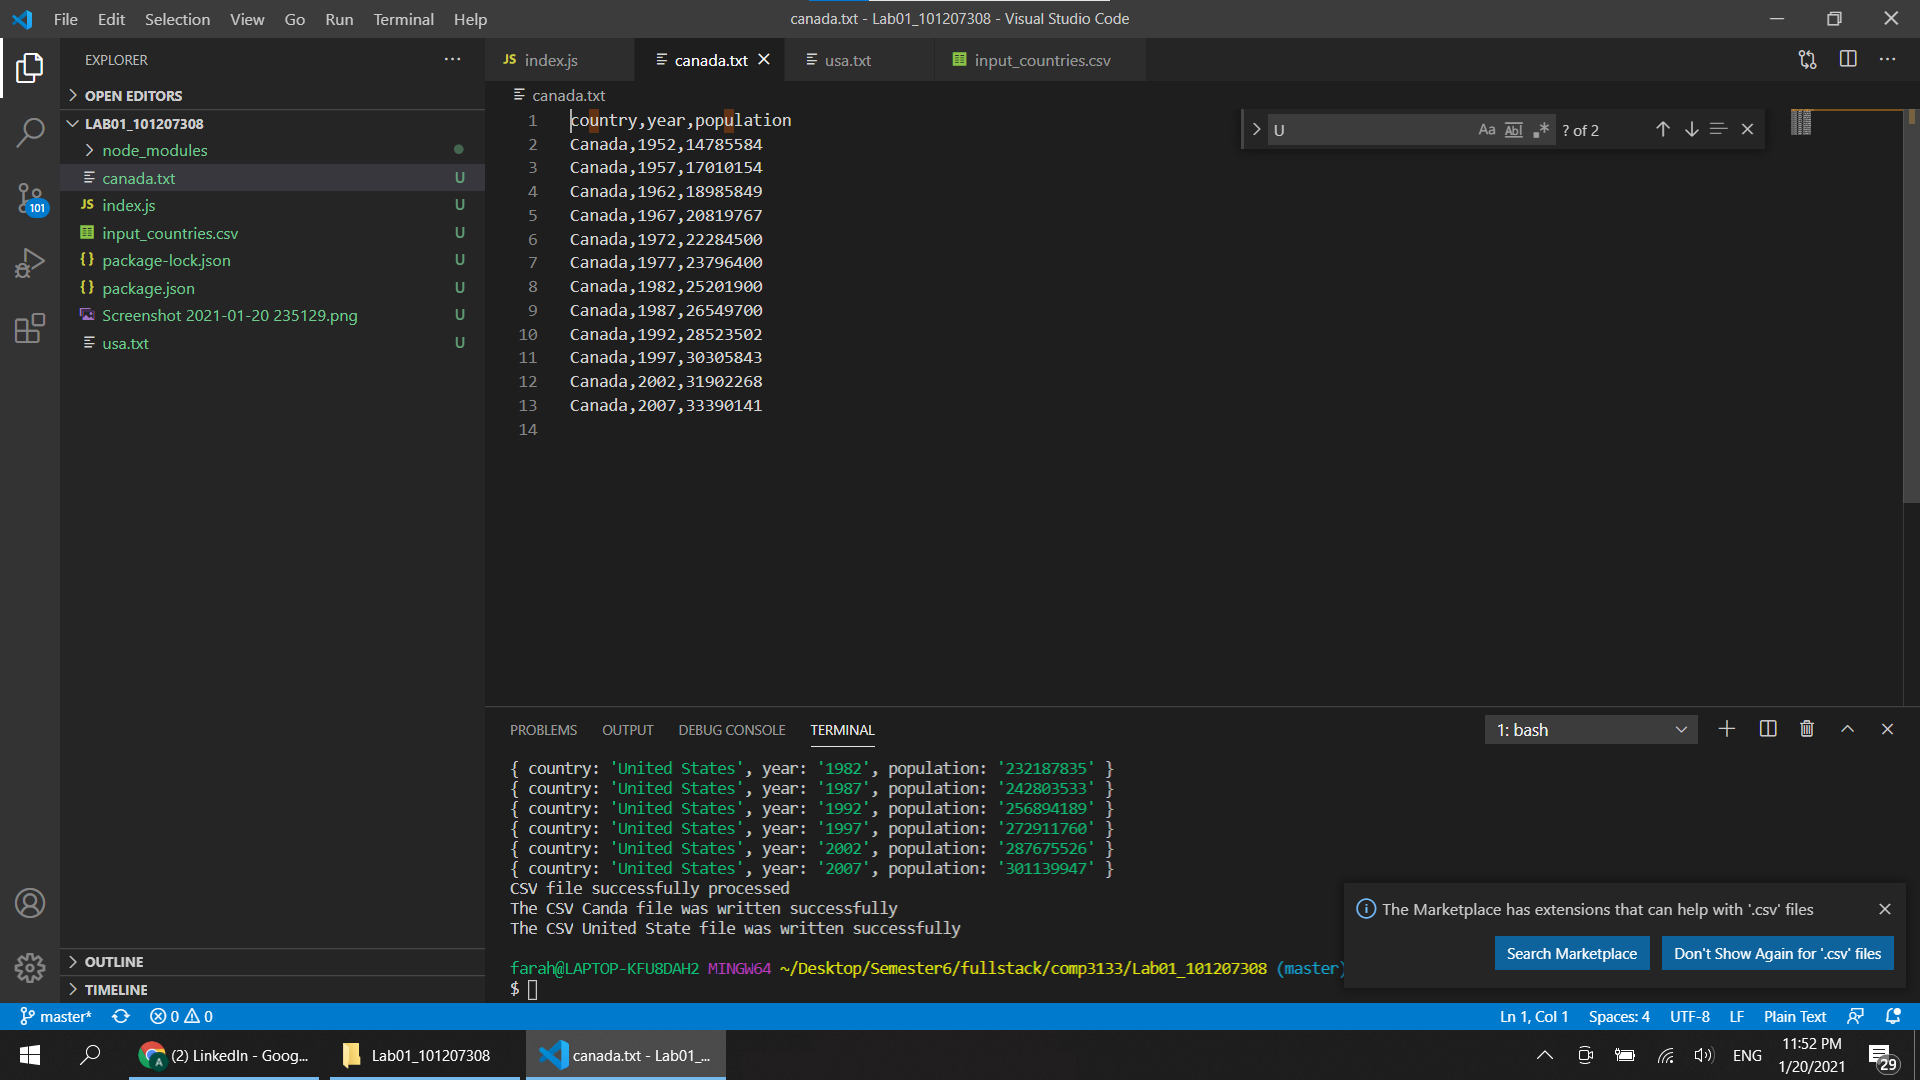 File Edit Selection View Go Run Terminal Help
canada.txt - Lab01_101207308 - Visual Studio Code
EXPLORER
OPEN EDITORS
LAB01_101207308
node_modules
canada.txt U
JS index.js U
input_countries.csv U
{} package-lock.json U
{} package.json U
Screenshot 2021-01-20 235129.png U
usa.txt U
OUTLINE
TIMELINE
101
JS index.js
canada.txt
usa.txt
input_countries.csv
canada.txt
U Aa Abl .* ? of 2
1 country,year,population
2 Canada,1952,14785584
3 Canada,1957,17010154
4 Canada,1962,18985849
5 Canada,1967,20819767
6 Canada,1972,22284500
7 Canada,1977,23796400
8 Canada,1982,25201900
9 Canada,1987,26549700
10 Canada,1992,28523502
11 Canada,1997,30305843
12 Canada,2002,31902268
13 Canada,2007,33390141
14
PROBLEMS OUTPUT DEBUG CONSOLE TERMINAL
1: bash
{ country: 'United States', year: '1982', population: '232187835' }
{ country: 'United States', year: '1987', population: '242803533' }
{ country: 'United States', year: '1992', population: '256894189' }
{ country: 'United States', year: '1997', population: '272911760' }
{ country: 'United States', year: '2002', population: '287675526' }
{ country: 'United States', year: '2007', population: '301139947' }
CSV file successfully processed
The CSV Canda file was written successfully
The CSV United State file was written successfully
farah@LAPTOP-KFU8DAH2 MINGW64 ~/Desktop/Semester6/fullstack/comp3133/Lab01_101207308 (master)
$
The Marketplace has extensions that can help with '.csv' files
Search Marketplace
Don't Show Again for '.csv' files
master* 0 0
Ln 1, Col 1 Spaces: 4 UTF-8 LF Plain Text
(2) LinkedIn - Goog...
Lab01_101207308
canada.txt - Lab01_...
ENG
11:52 PM
1/20/2021
29